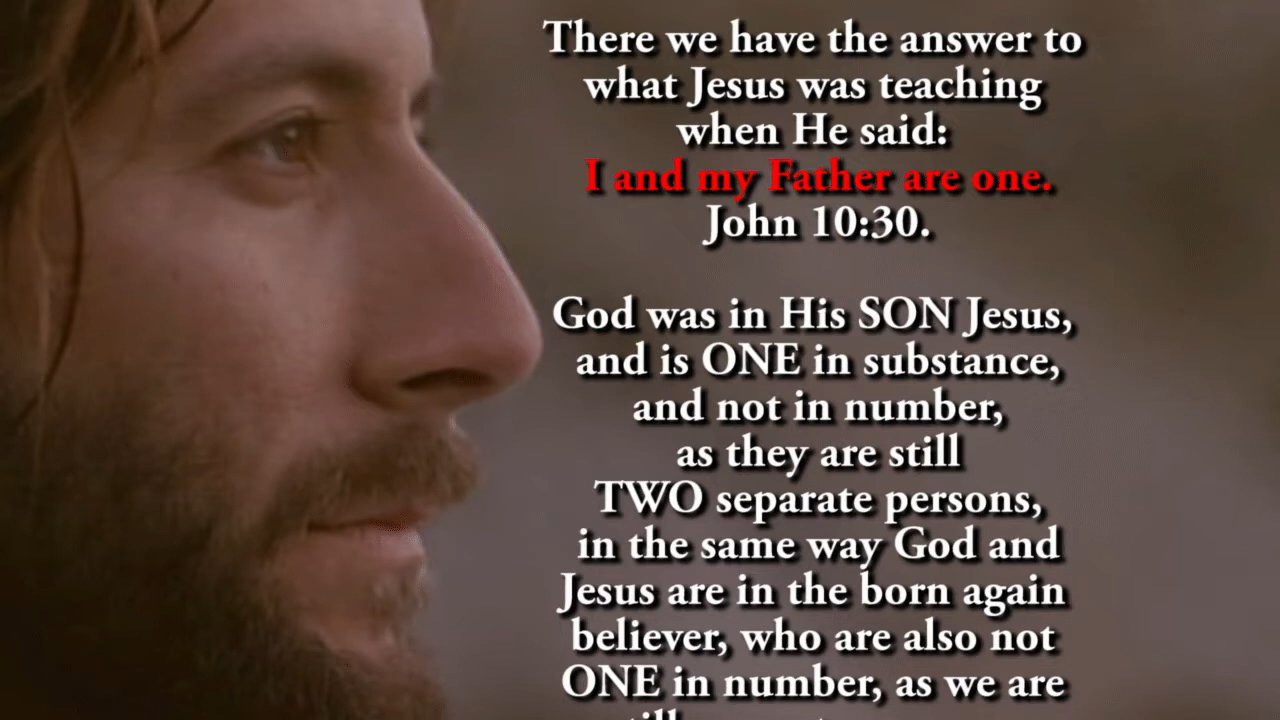 There we have the answer to
what Jesus was teaching
when He said:
I and my Father are one.
John 10:30.
God was in His SON Jesus,
and is ONE in substance,
and not in number,
as they are still
TWO separate persons,
in the same way God and
Jesus are in the born again
believer, who are also not
ONE in number, as we are